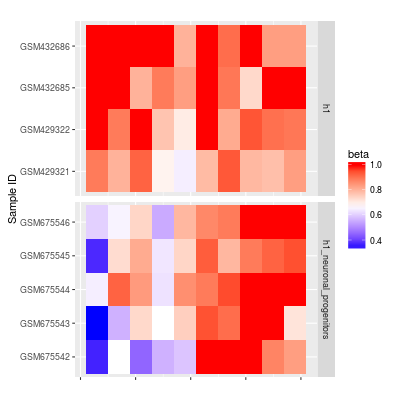 GSM432686
GSM432685
GSM429322
GSM429321
h1
GSM675546
GSM675545
GSM675544
GSM675543
GSM675542
h1_neuronal_progenitors
Sample ID
beta
1.0
0.8
0.6
0.4